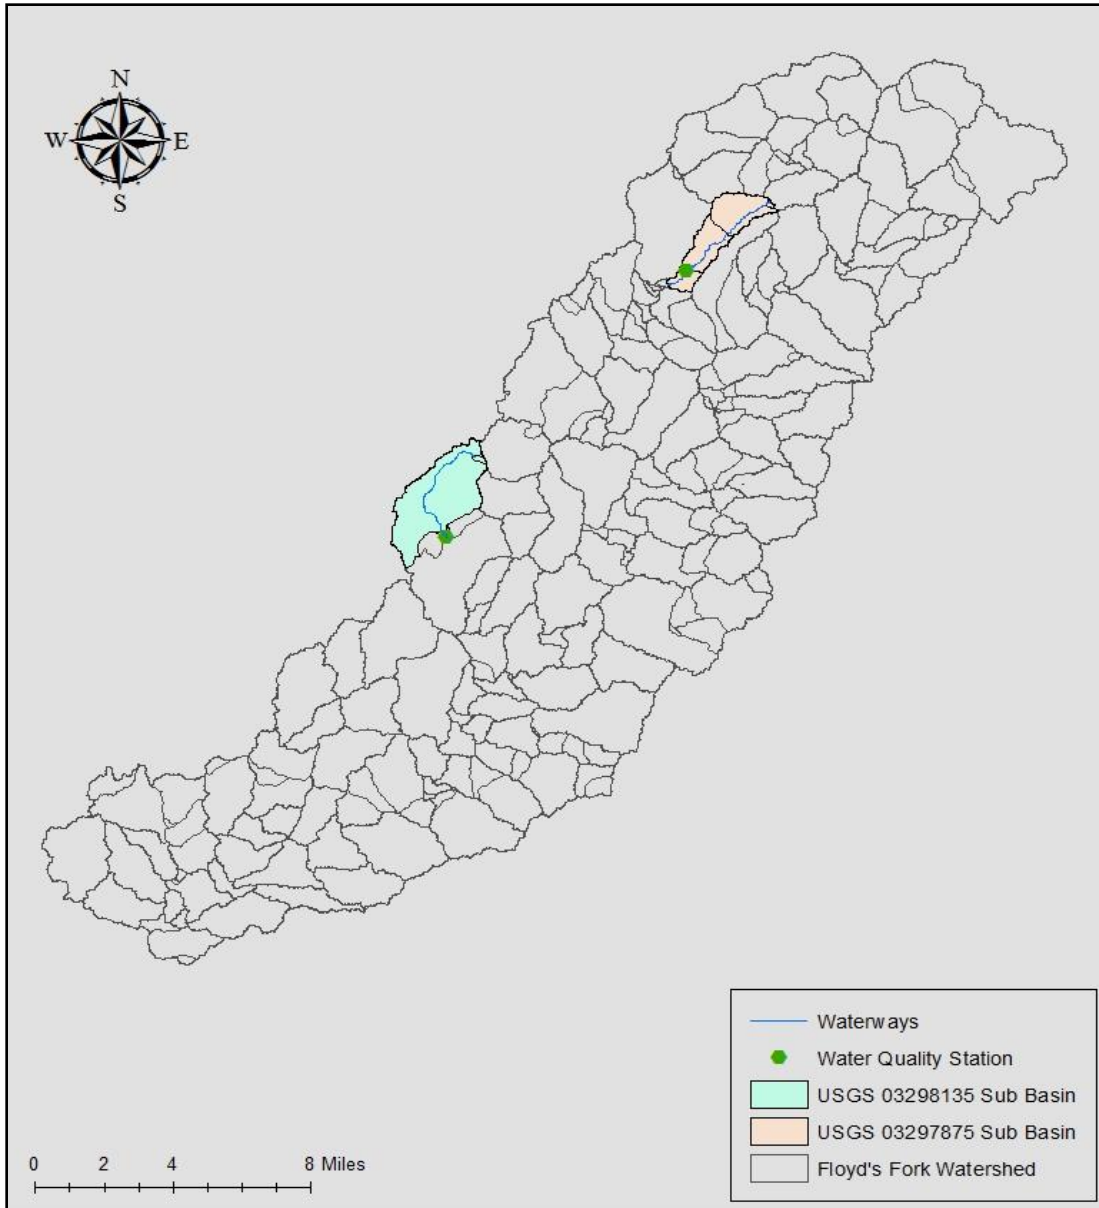 N
W E
S
Waterways
Water Quality Station
USGS 03298135 Sub Basin
USGS 03297875 Sub Basin
Floyd's Fork Watershed
0 2 4 8 Miles